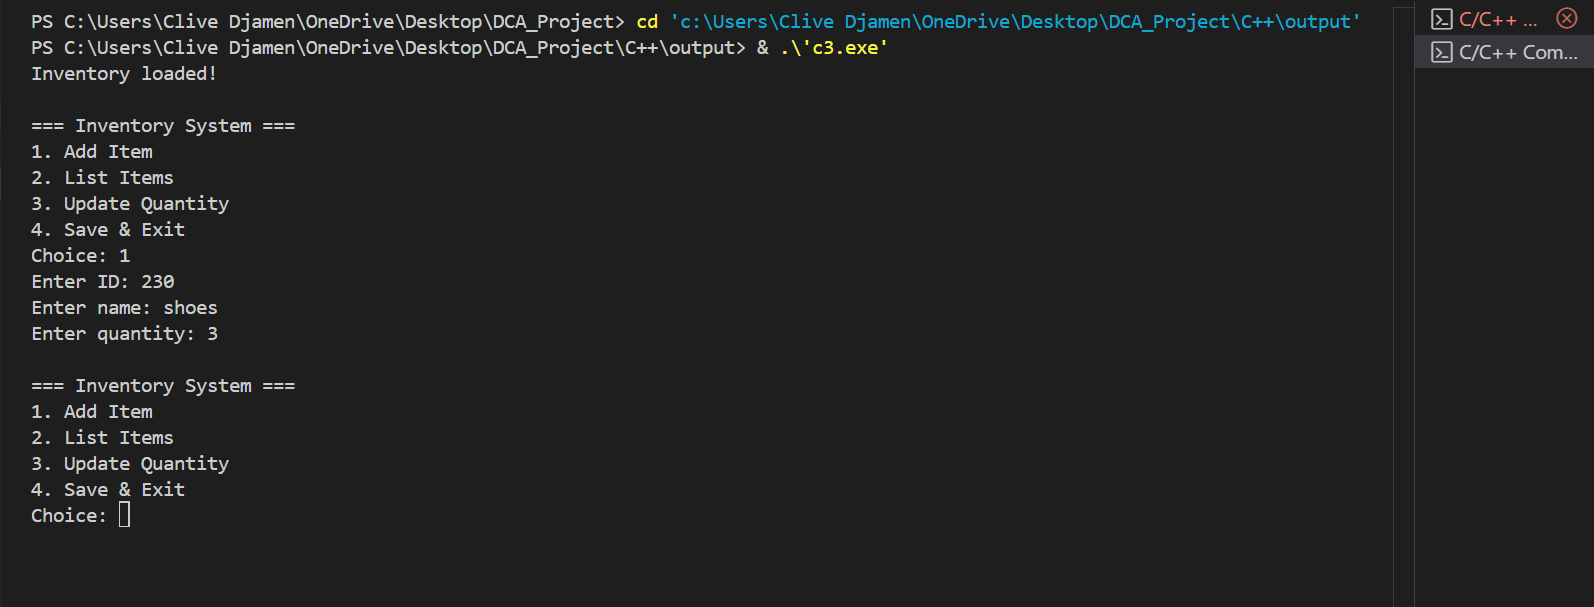 PS C:\Users\Clive Djamen\OneDrive\Desktop\DCA_Project> cd 'c:\Users\Clive Djamen\OneDrive\Desktop\DCA_Project\C++\output'
PS C:\Users\Clive Djamen\OneDrive\Desktop\DCA_Project\C++\output> & .\'c3.exe'
Inventory loaded!
=== Inventory System ===
1. Add Item
2. List Items
3. Update Quantity
4. Save & Exit
Choice: 1
Enter ID: 230
Enter name: shoes
Enter quantity: 3
=== Inventory System ===
1. Add Item
2. List Items
3. Update Quantity
4. Save & Exit
Choice:
C/C++ ...
C/C++ Com...